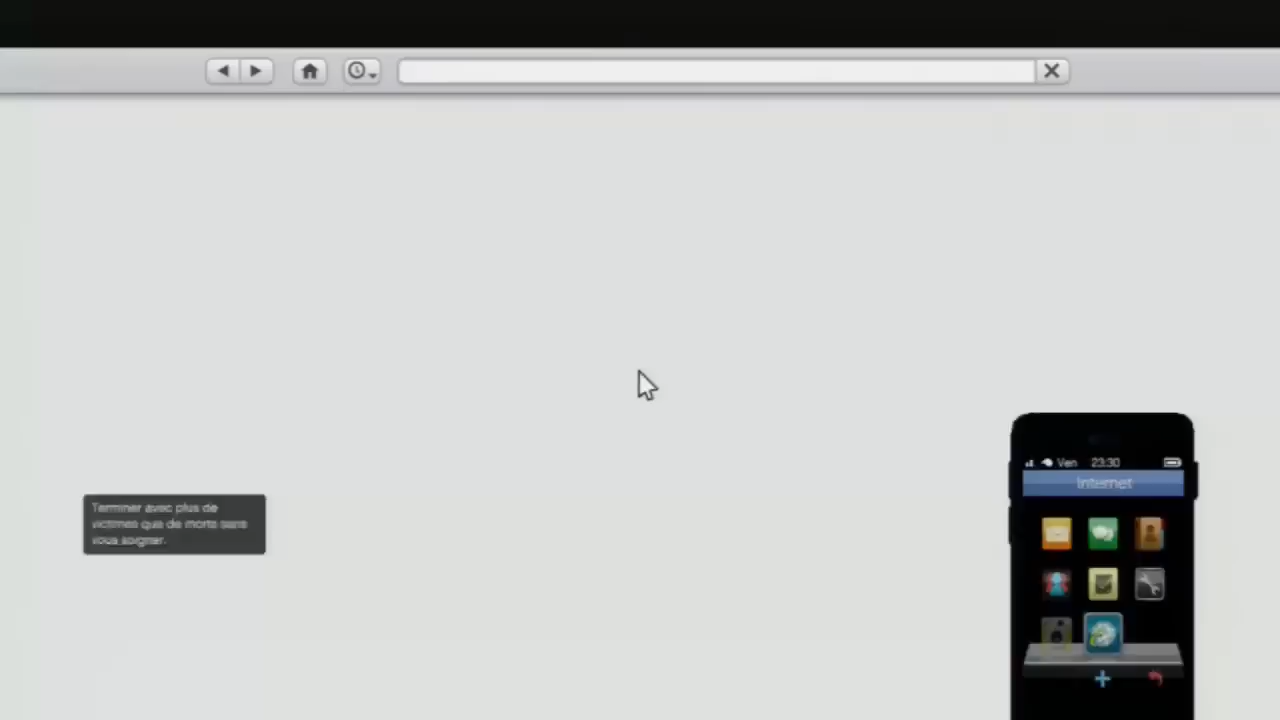 Ven 23:30
Internet
Terminer avec plus de
victimes que de morts sans
vous soigner.